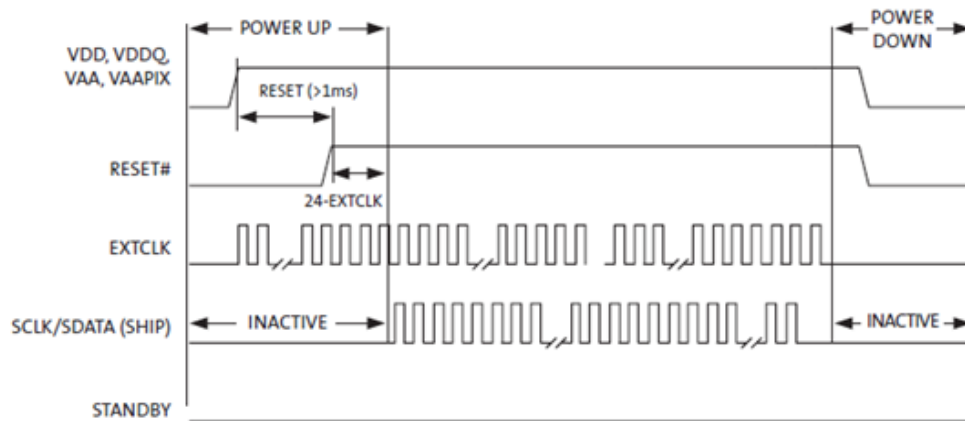 POWER UP
POWER
DOWN
VDD, VDDQ,
VAA, VAAPIX
RESET (>1ms)
RESET#
24-EXTCLK
EXTCLK
SCLK/SDATA (SHIP)
INACTIVE
INACTIVE
STANDBY